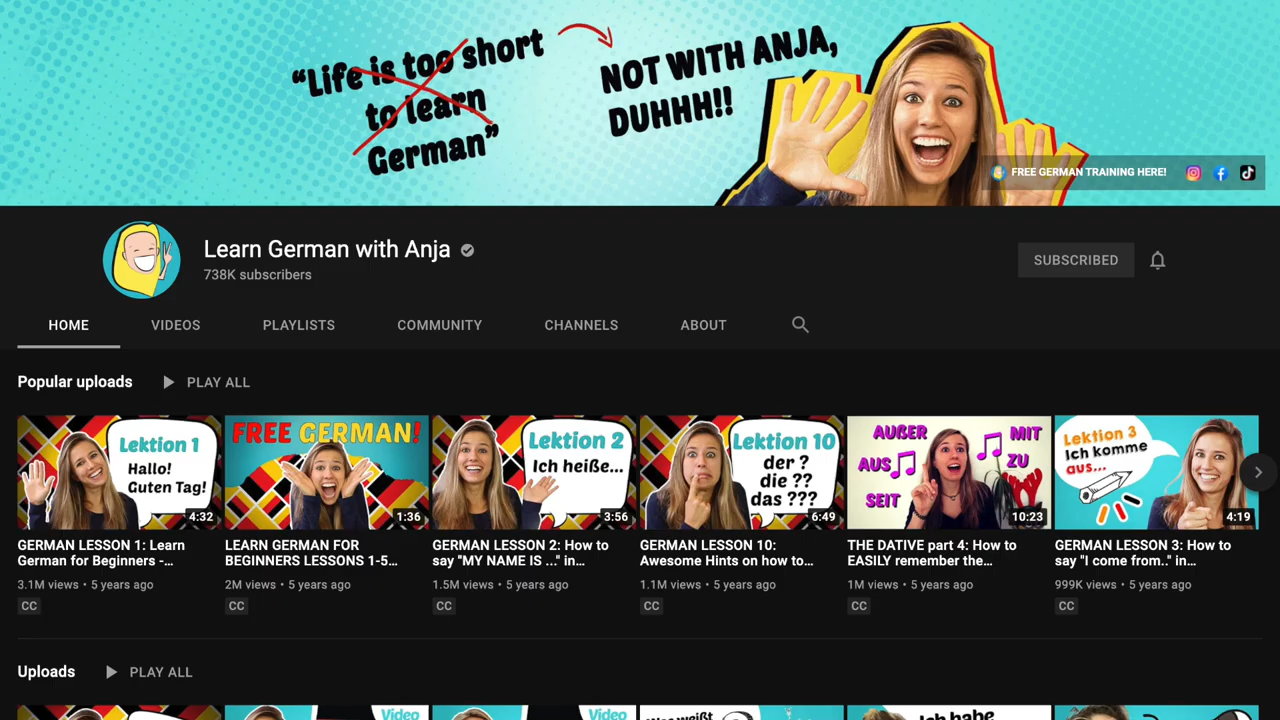 “Life is too short
to learn
German”
NOT WITH ANJA,
DUHHH!!
FREE GERMAN TRAINING HERE!
Learn German with Anja
738K subscribers
SUBSCRIBED
HOME
VIDEOS
PLAYLISTS
COMMUNITY
CHANNELS
ABOUT
Popular uploads
PLAY ALL
Lektion 1
Hallo!
Guten Tag!
4:32
GERMAN LESSON 1: Learn
German for Beginners -...
3.1M views • 5 years ago
CC
FREE GERMAN!
1:36
LEARN GERMAN FOR
BEGINNERS LESSONS 1-5...
2M views • 5 years ago
CC
Lektion 2
Ich heiße...
3:56
GERMAN LESSON 2: How to
say "MY NAME IS ..." in...
1.5M views • 5 years ago
CC
Lektion 10
der ?
die ??
das ???
6:49
GERMAN LESSON 10:
Awesome Hints on how to...
1.1M views • 5 years ago
CC
AUßER
AUS
SEIT
MIT
ZU
10:23
THE DATIVE part 4: How to
EASILY remember the...
1M views • 5 years ago
CC
Lektion 3
Ich komme
aus...
4:19
GERMAN LESSON 3: How to
say "I come from.." in...
999K views • 5 years ago
CC
Uploads
PLAY ALL
Video
Video
Was weißt
Ich habe